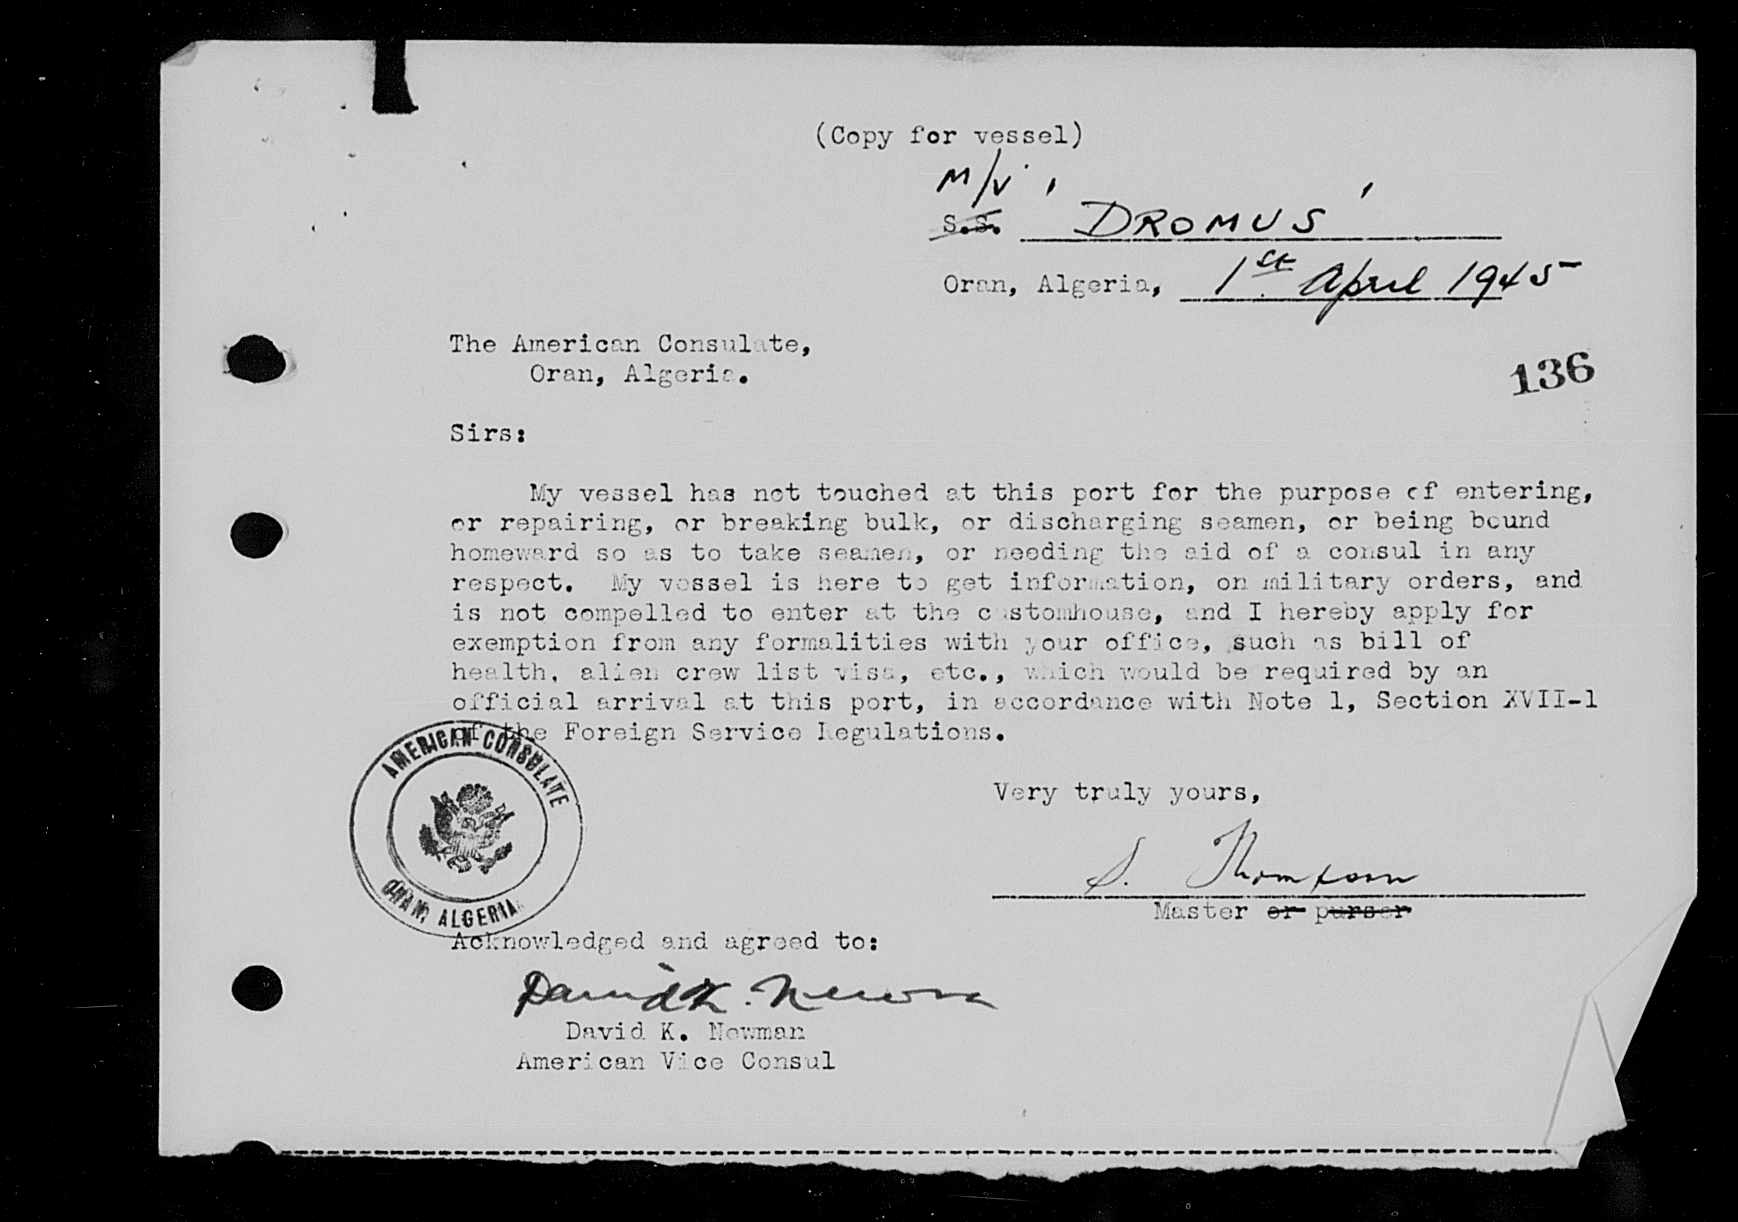 (Copy for vessel)
M/V
S.S. 'DROMUS'
Oran, Algeria, 1st April 1945
The American Consulate,
Oran, Algeria.
136
Sirs:
My vessel has not touched at this port for the purpose of entering,
or repairing, or breaking bulk, or discharging seamen, or being bound
homeward so as to take seamen, or needing the aid of a consul in any
respect. My vessel is here to get information, on military orders, and
is not compelled to enter at the customhouse, and I hereby apply for
exemption from any formalities with your office, such as bill of
health, alien crew list visa, etc., which would be required by an
official arrival at this port, in accordance with Note 1, Section XVII-1
of the Foreign Service Regulations.
AMERICAN CONSULATE
ORAN, ALGERIA.
Very truly yours,
S. Thompson
Master or purser
Acknowledged and agreed to:
David K. Newman
David K. Newman
American Vice Consul